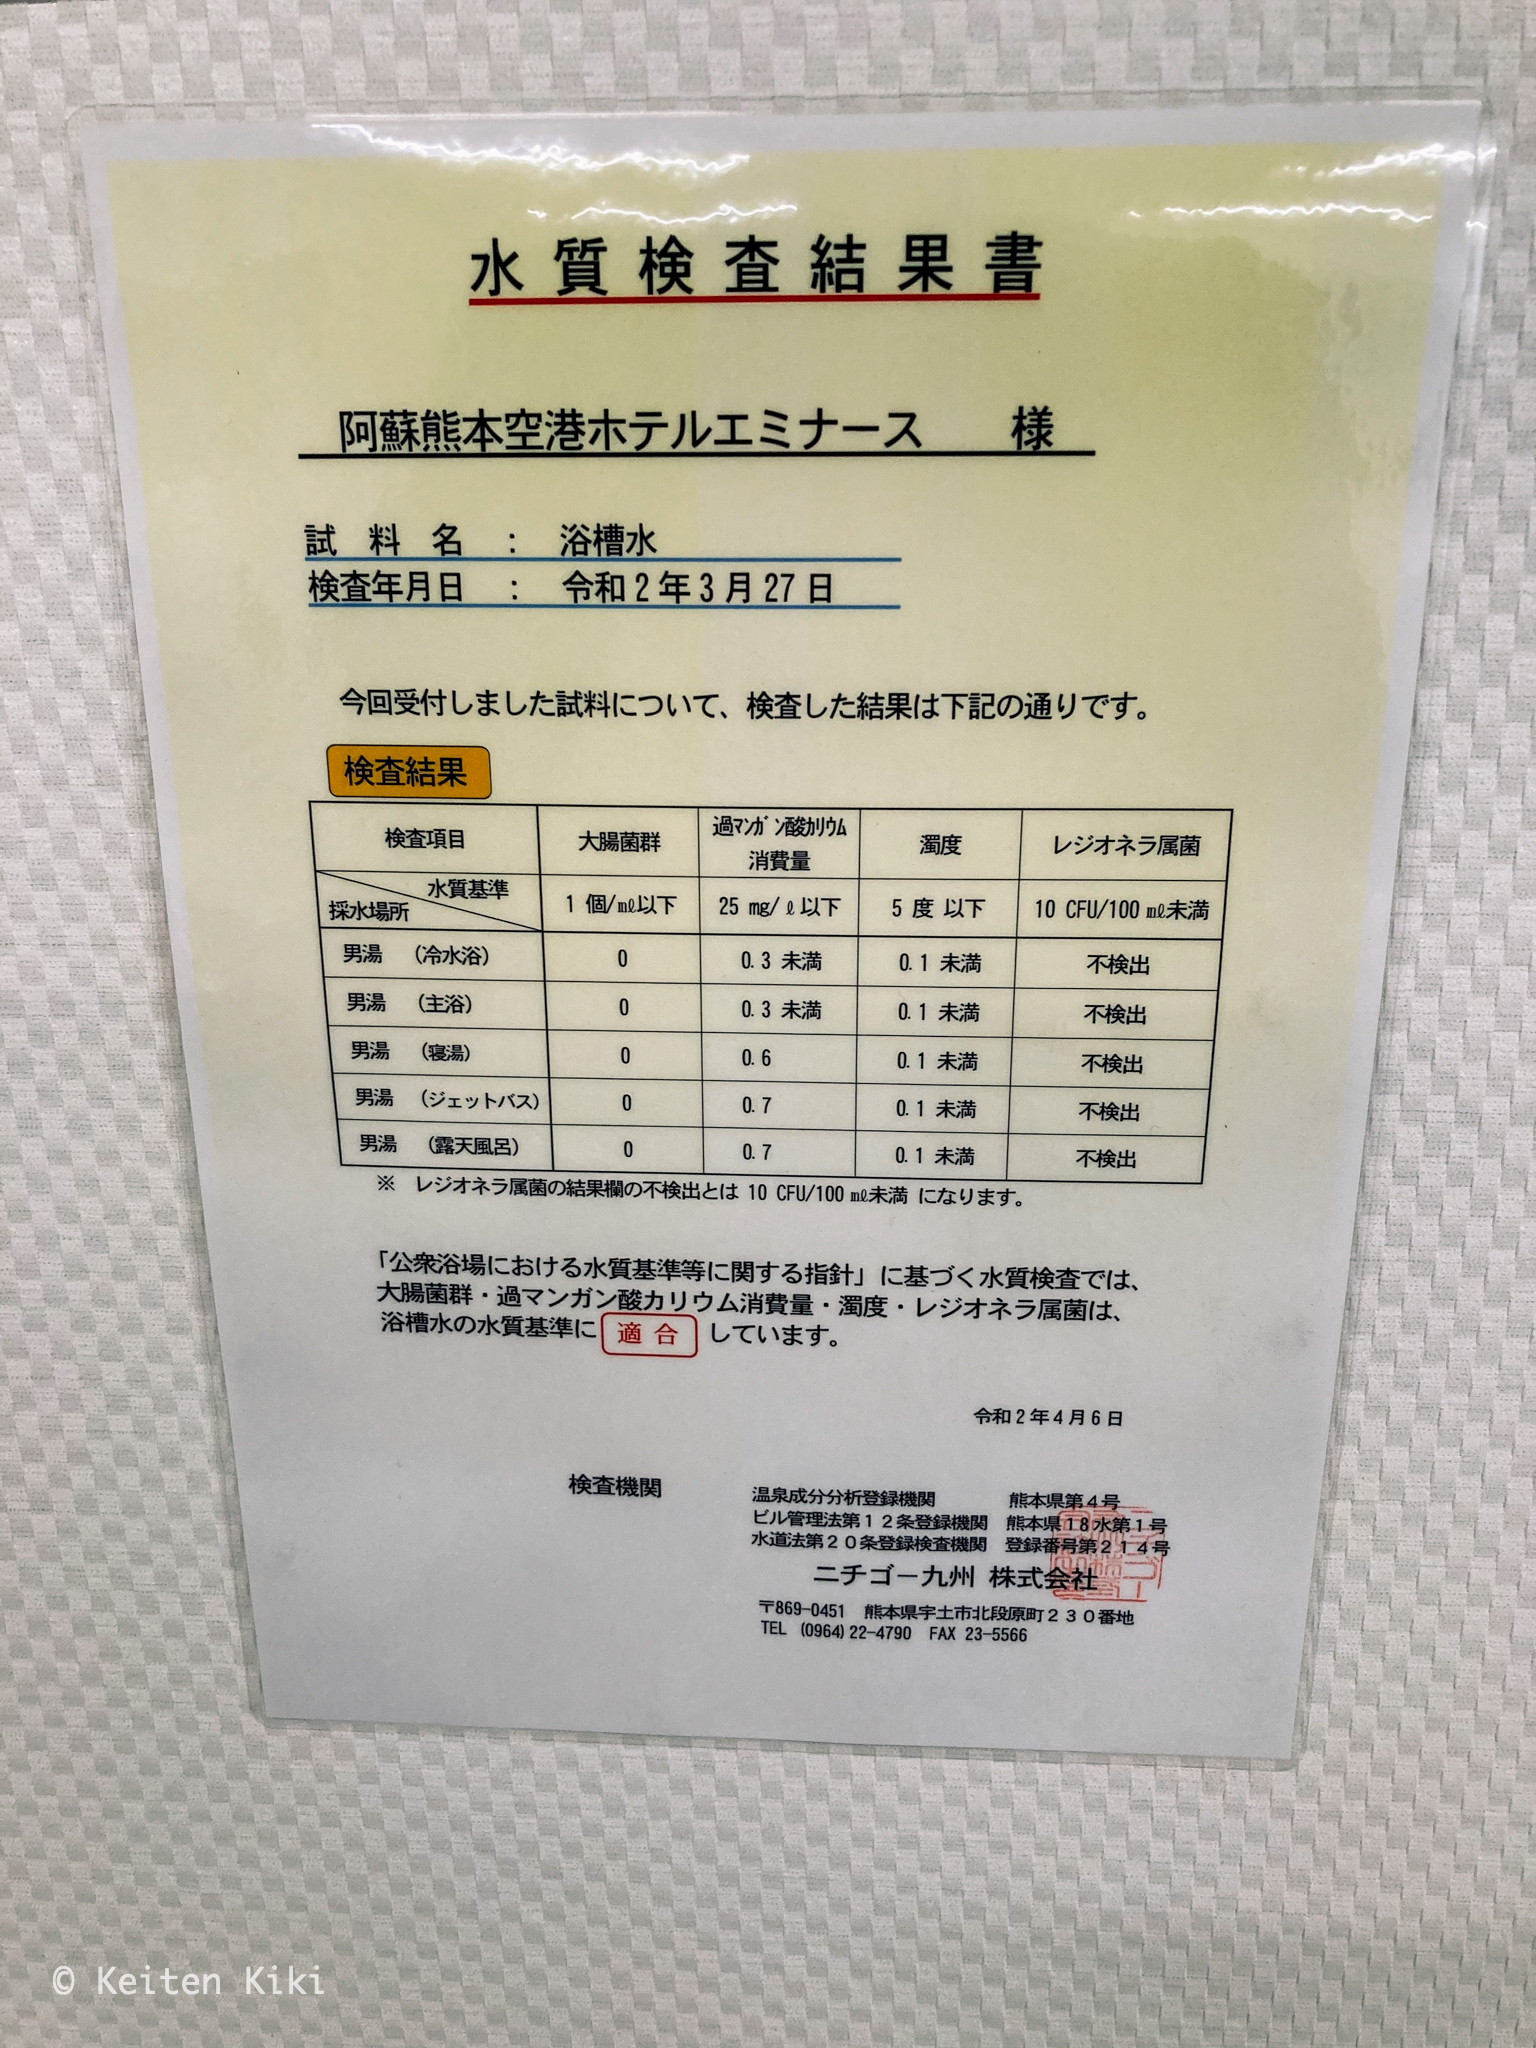 水質検査結果書
阿蘇熊本空港ホテルエミナース 様
試料名 : 浴槽水
検査年月日 : 令和2年3月27日
今回受付しました試料について、検査した結果は下記の通りです。
検査結果
検査項目 大腸菌群 過マンガン酸カリウム消費量 濁度 レジオネラ属菌
水質基準 採水場所 1 個/㎖以下 25 mg/ℓ以下 5 度 以下 10 CFU/100㎖未満
男湯 (冷水浴) 0 0.3 未満 0.1 未満 不検出
男湯 (主浴) 0 0.3 未満 0.1 未満 不検出
男湯 (寝湯) 0 0.6 0.1 未満 不検出
男湯 (ジェットバス) 0 0.7 0.1 未満 不検出
男湯 (露天風呂) 0 0.7 0.1 未満 不検出
※ レジオネラ属菌の結果欄の不検出とは 10 CFU/100㎖未満 になります。
「公衆浴場における水質基準等に関する指針」に基づく水質検査では、
大腸菌群・過マンガン酸カリウム消費量・濁度・レジオネラ属菌は、
浴槽水の水質基準に 適合 しています。
令和2年4月6日
検査機関 温泉成分分析登録機関 熊本県第4号
ビル管理法第12条登録機関 熊本県18水第1号
水道法第20条登録検査機関 登録番号第214号
ニチゴー九州 株式会社
〒869-0451 熊本県宇土市北段原町230番地
TEL (0964)22-4790 FAX 23-5566
© Keiten Kiki